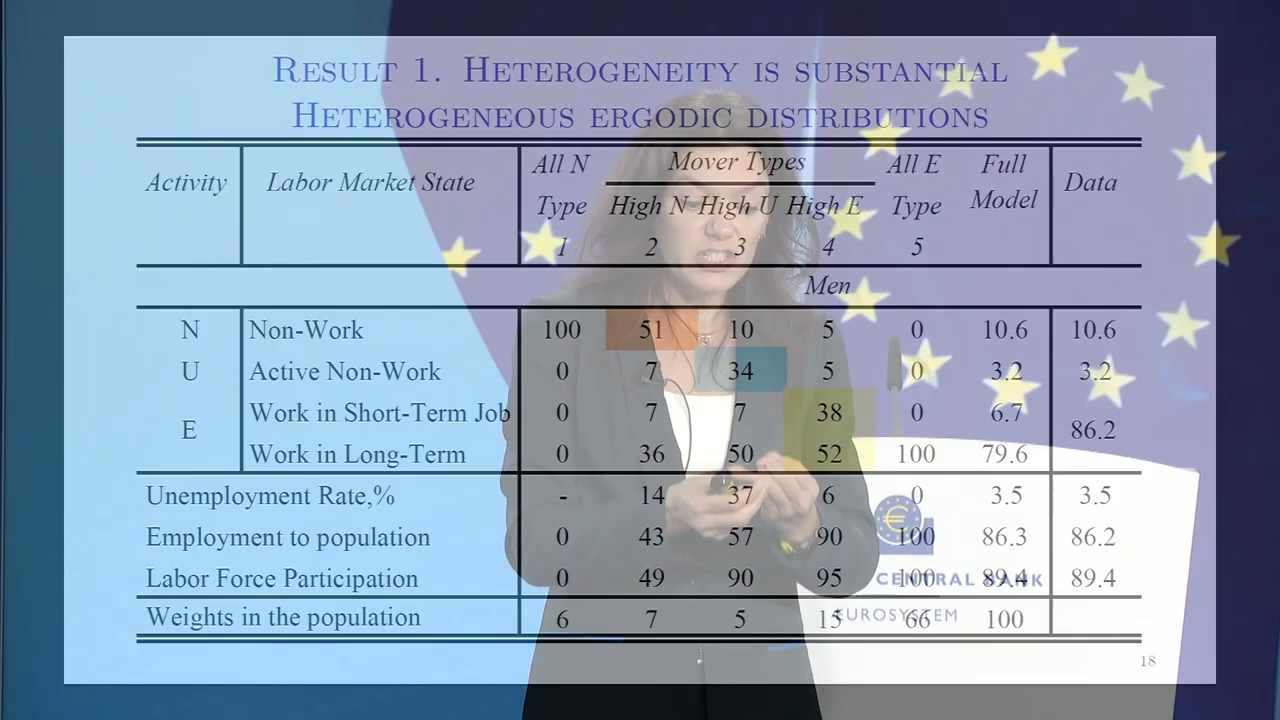 RESULT 1. HETEROGENEITY IS SUBSTANTIAL
HETEROGENEOUS ERGODIC DISTRIBUTIONS
Activity Labor Market State All N Mover Types All E Full Data
Type High N High U High E Type Model
1 2 3 4 5
Men
N Non-Work 100 51 10 5 0 10.6 10.6
U Active Non-Work 0 7 34 5 0 3.2 3.2
E Work in Short-Term Job 0 7 7 38 0 6.7 86.2
Work in Long-Term 0 36 50 52 100 79.6
Unemployment Rate,% - 14 37 6 0 3.5 3.5
Employment to population 0 43 57 90 100 86.3 86.2
Labor Force Participation 0 49 90 95 100 89.4 89.4
CENTRAL BANK
EUROSYSTEM
Weights in the population 6 7 5 15 66 100
18